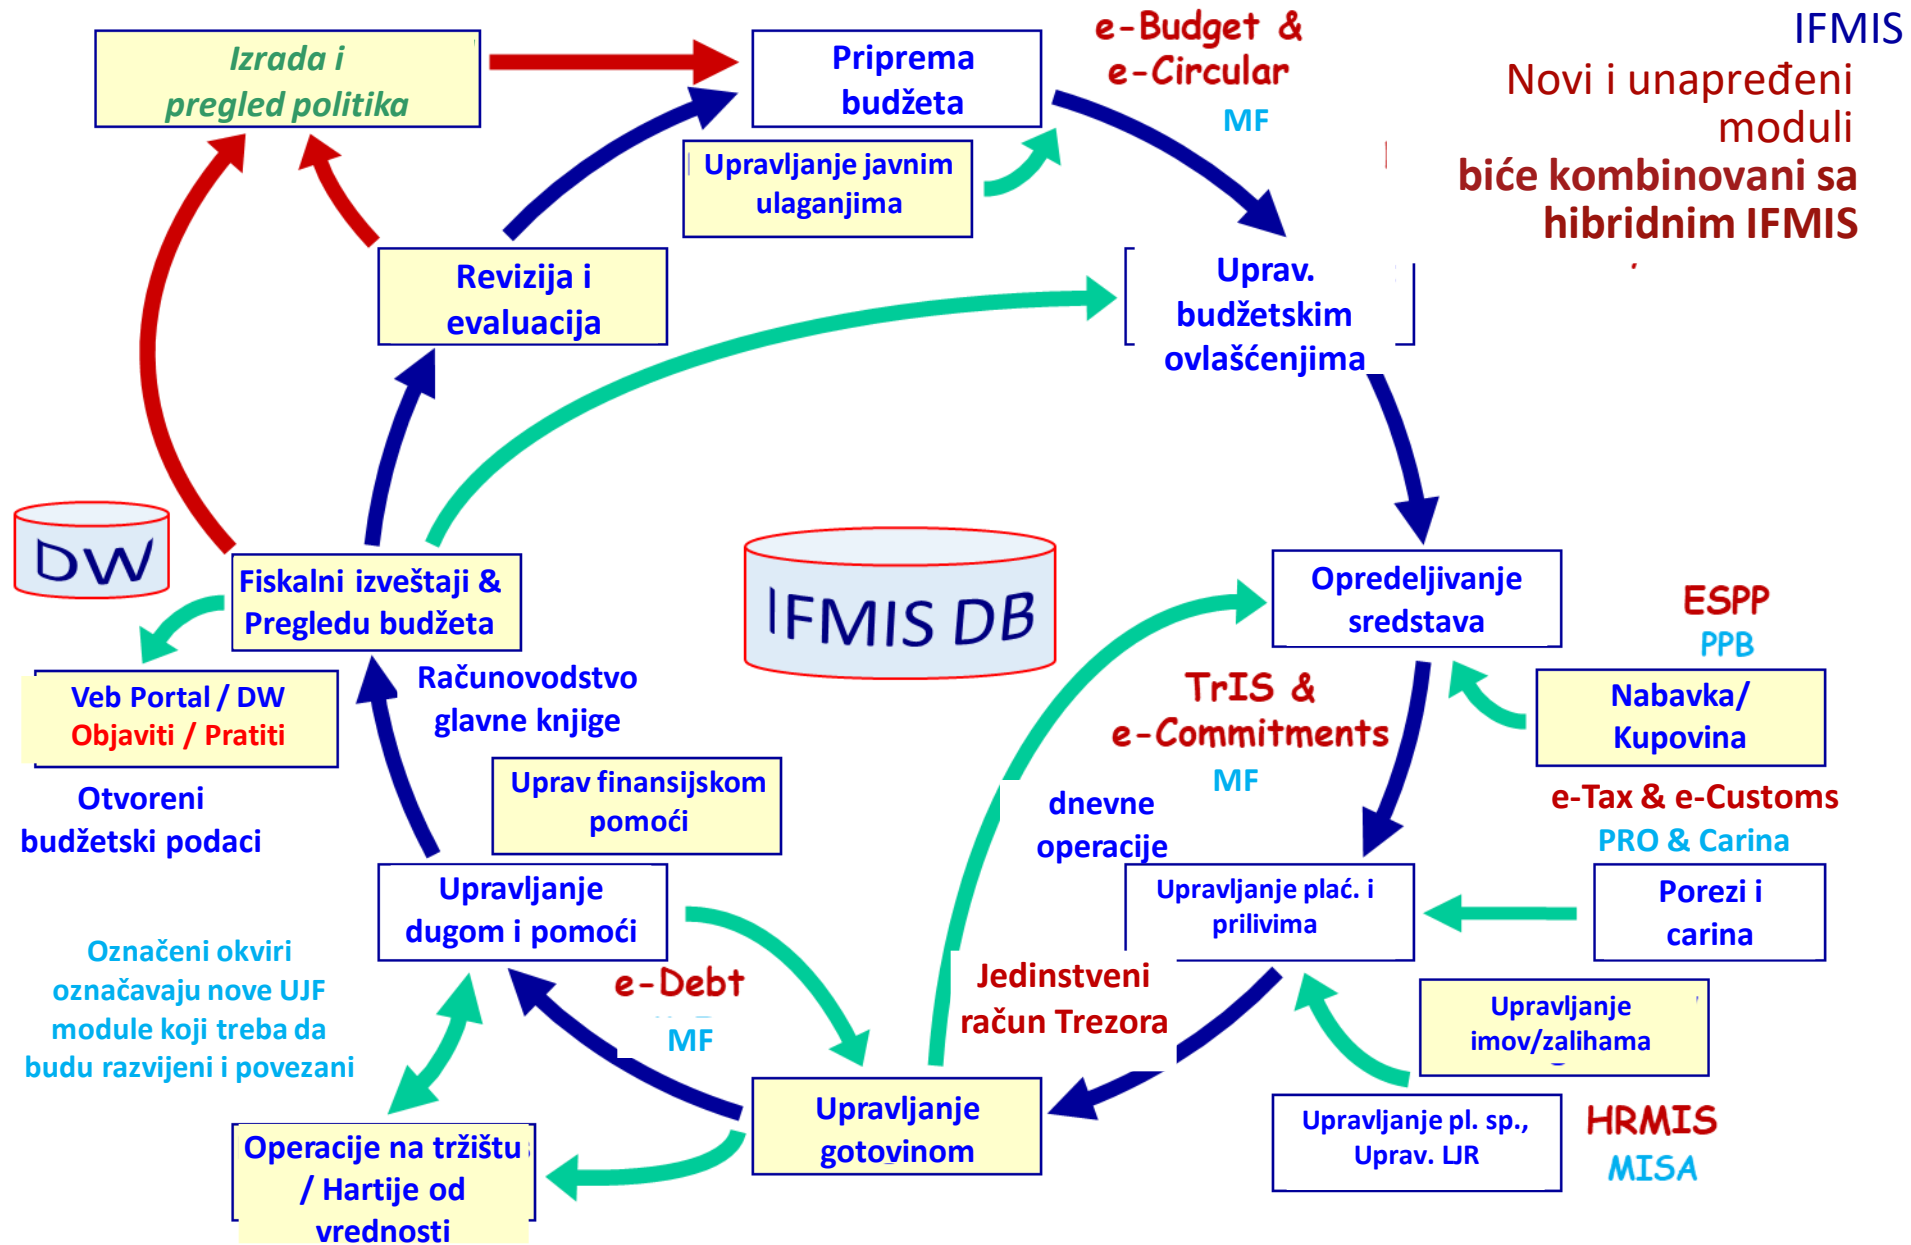 IFMIS
Novi i unapređeni
moduli
biće kombinovani sa
hibridnim IFMIS
Izrada i
pregled politika
Priprema
budžeta
e-Budget &
e-Circular
MF
Upravljanje javnim
ulaganjima
Revizija i
evaluacija
Uprav.
budžetskim
ovlašćenjima
DW
IFMIS DB
Fiskalni izveštaji &
Pregledu budžeta
Opredeljivanje
sredstava
ESPP
PPB
Veb Portal / DW
Objaviti / Pratiti
Računovodstvo
glavne knjige
TrIS &
e-Commitments
MF
Nabavka/
Kupovina
Otvoreni
budžetski podaci
Uprav finansijskom
pomoći
dnevne
operacije
e-Tax & e-Customs
PRO & Carina
Upravljanje
dugom i pomoći
Upravljanje plać. i
prilivima
Porezi i
carina
Označeni okviri
označavaju nove UJF
module koji treba da
budu razvijeni i povezani
e-Debt
MF
Jedinstveni
račun Trezora
Upravljanje
imov/zalihama
Operacije na tržištu
/ Hartije od
vrednosti
Upravljanje
gotovinom
Upravljanje pl. sp.,
Uprav. LJR
HRMIS
MISA